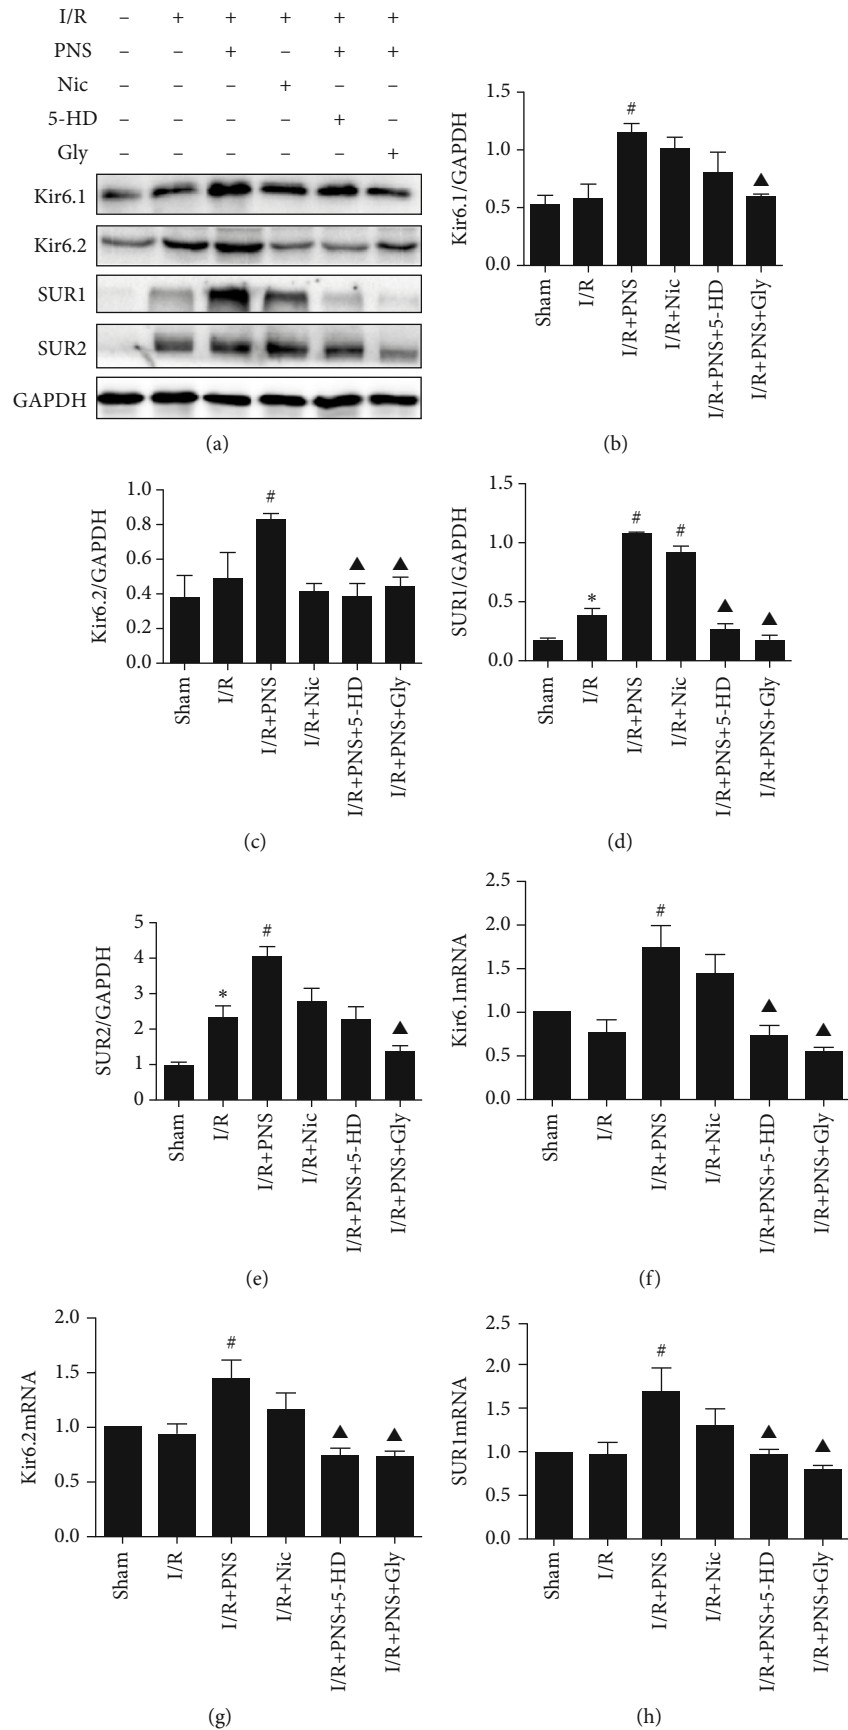 I/R – + + + + +
PNS – – + – + +
Nic – – – + – –
5-HD – – – – + –
Gly – – – – – +
Kir6.1
Kir6.2
SUR1
SUR2
GAPDH
(a)
Kir6.1/GAPDH
1.5
1.0
0.5
0.0
#
▲
Sham
I/R
I/R+PNS
I/R+Nic
I/R+PNS+5-HD
I/R+PNS+Gly
(b)
Kir6.2/GAPDH
1.0
0.8
0.6
0.4
0.2
0.0
#
▲
▲
Sham
I/R
I/R+PNS
I/R+Nic
I/R+PNS+5-HD
I/R+PNS+Gly
(c)
SUR1/GAPDH
1.5
1.0
0.5
0.0
*
#
#
▲
▲
Sham
I/R
I/R+PNS
I/R+Nic
I/R+PNS+5-HD
I/R+PNS+Gly
(d)
SUR2/GAPDH
5
4
3
2
1
0
*
#
▲
Sham
I/R
I/R+PNS
I/R+Nic
I/R+PNS+5-HD
I/R+PNS+Gly
(e)
Kir6.1mRNA
2.5
2.0
1.5
1.0
0.5
0.0
#
▲
▲
Sham
I/R
I/R+PNS
I/R+Nic
I/R+PNS+5-HD
I/R+PNS+Gly
(f)
Kir6.2mRNA
2.0
1.5
1.0
0.5
0.0
#
▲
▲
Sham
I/R
I/R+PNS
I/R+Nic
I/R+PNS+5-HD
I/R+PNS+Gly
(g)
SUR1mRNA
2.5
2.0
1.5
1.0
0.5
0.0
#
▲
▲
Sham
I/R
I/R+PNS
I/R+Nic
I/R+PNS+5-HD
I/R+PNS+Gly
(h)